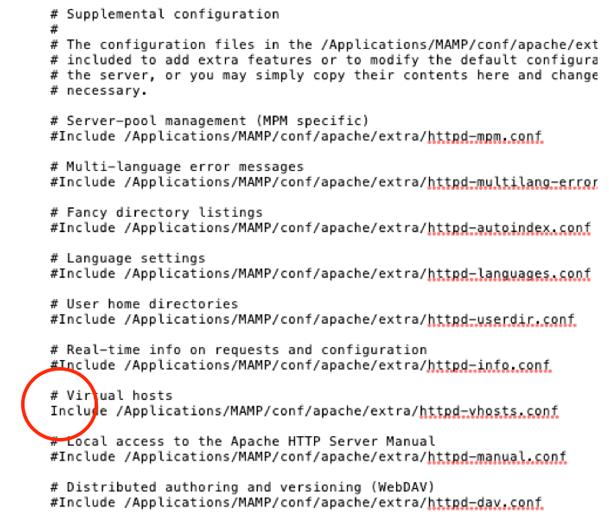 # Supplemental configuration
#
# The configuration files in the /Applications/MAMP/conf/apache/ext
# included to add extra features or to modify the default configura
# the server, or you may simply copy their contents here and change
# necessary.
# Server-pool management (MPM specific)
#Include /Applications/MAMP/conf/apache/extra/httpd-mpm.conf
# Multi-language error messages
#Include /Applications/MAMP/conf/apache/extra/httpd-multilang-error
# Fancy directory listings
#Include /Applications/MAMP/conf/apache/extra/httpd-autoindex.conf
# Language settings
#Include /Applications/MAMP/conf/apache/extra/httpd-languages.conf
# User home directories
#Include /Applications/MAMP/conf/apache/extra/httpd-userdir.conf
# Real-time info on requests and configuration
#Include /Applications/MAMP/conf/apache/extra/httpd-info.conf
# Virtual hosts
Include /Applications/MAMP/conf/apache/extra/httpd-vhosts.conf
# Local access to the Apache HTTP Server Manual
#Include /Applications/MAMP/conf/apache/extra/httpd-manual.conf
# Distributed authoring and versioning (WebDAV)
#Include /Applications/MAMP/conf/apache/extra/httpd-dav.conf